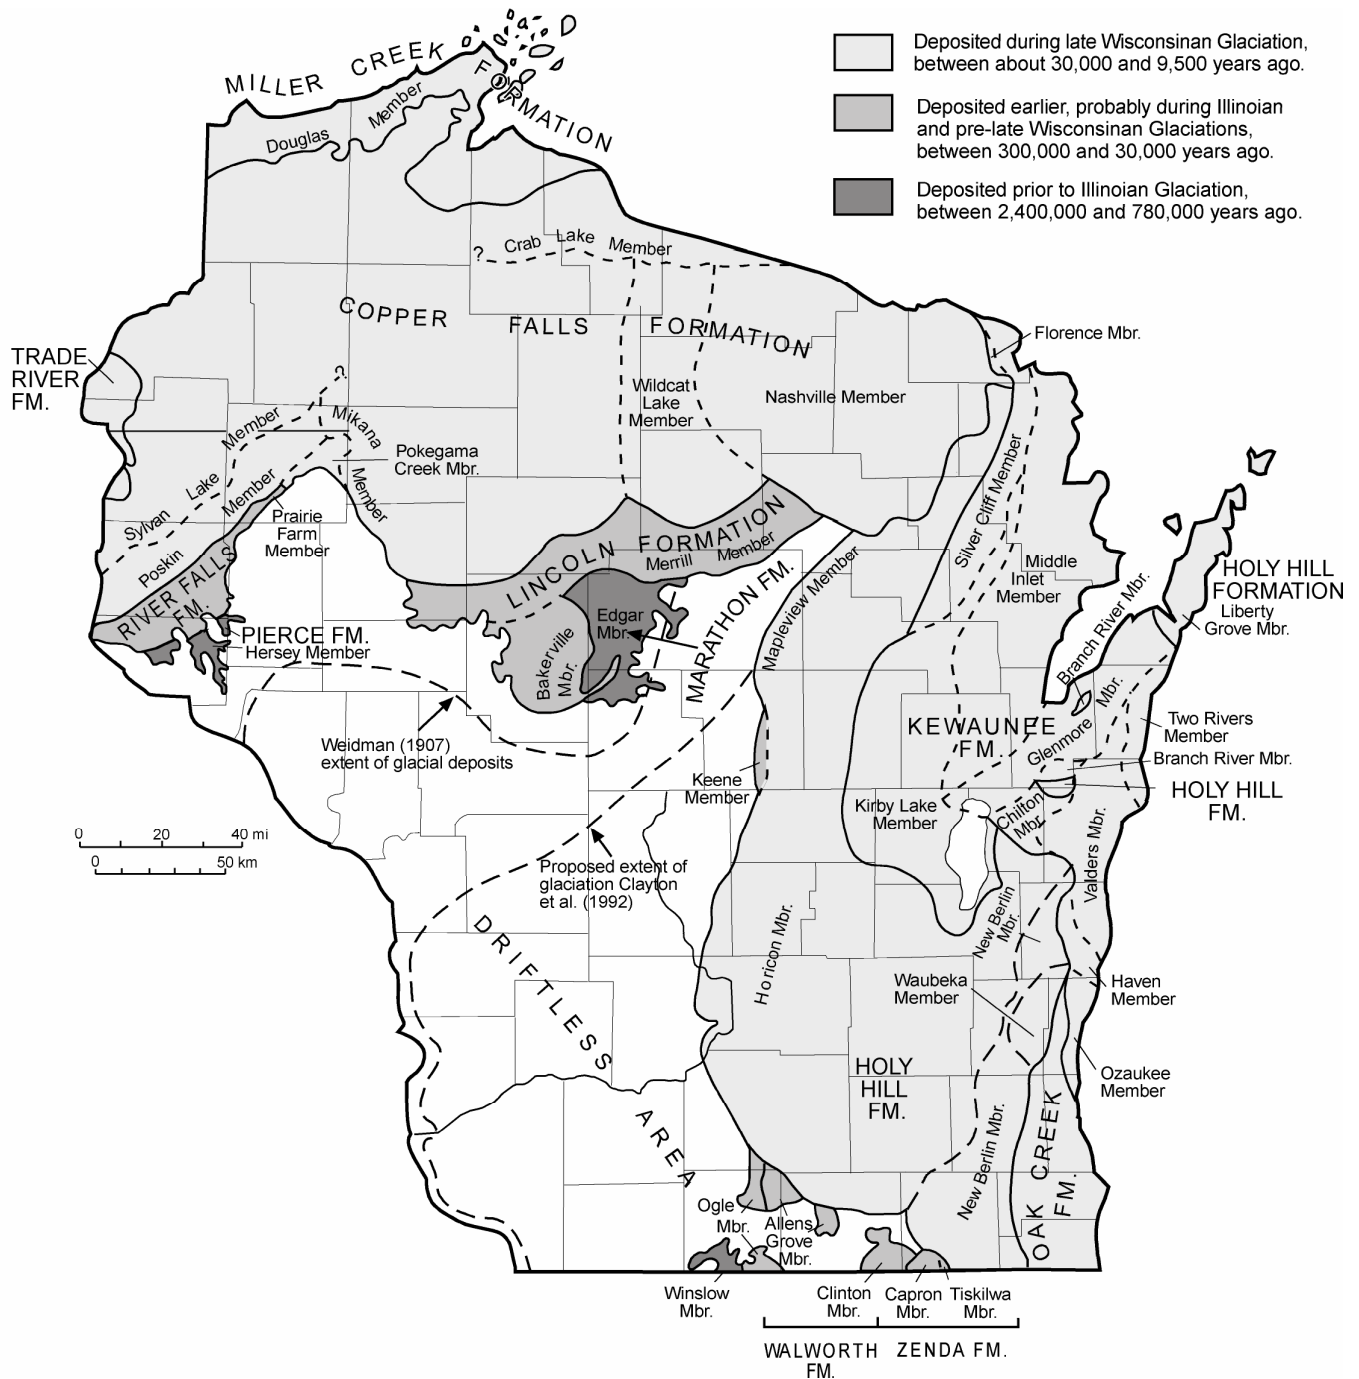 Deposited during late Wisconsinan Glaciation,
between about 30,000 and 9,500 years ago.
Deposited earlier, probably during Illinoian
and pre-late Wisconsinan Glaciations,
between 300,000 and 30,000 years ago.
Deposited prior to Illinoian Glaciation,
between 2,400,000 and 780,000 years ago.
MILLER CREEK FORMATION
Douglas Member
? Crab Lake Member
COPPER FALLS FORMATION
Florence Mbr.
TRADE
RIVER
FM.
?
Wildcat
Lake
Member
Nashville Member
Mikana Member
Pokegama
Creek Mbr.
Sylvan Lake Member
Poskin Member
Prairie
Farm
Member
RIVER FALLS
FM.
PIERCE FM.
Hersey Member
LINCOLN FORMATION
Merrill Member
Edgar
Mbr.
Bakerville
Mbr.
MARATHON FM.
Mapleview Member
Silver Cliff Member
Middle
Inlet
Member
Branch River Mbr.
HOLY HILL
FORMATION
Liberty
Grove Mbr.
Weidman (1907)
extent of glacial deposits
Keene
Member
KEWAUNEE
FM.
Glenmore Mbr.
Two Rivers
Member
Branch River Mbr.
HOLY HILL
FM.
Kirby Lake
Member
Chilton
Mbr.
Valders Mbr.
0 20 40 mi
0 50 km
Proposed extent of
glaciation Clayton
et al. (1992)
DRIFTLESS AREA
Horicon Mbr.
New Berlin
Mbr.
Waubeka
Member
Haven
Member
Ozaukee
Member
HOLY
HILL
FM.
New Berlin Mbr.
OAK CREEK
FM.
Ogle
Mbr.
Allens
Grove
Mbr.
Winslow
Mbr.
Clinton
Mbr.
Capron
Mbr.
Tiskilwa
Mbr.
WALWORTH
FM.
ZENDA FM.